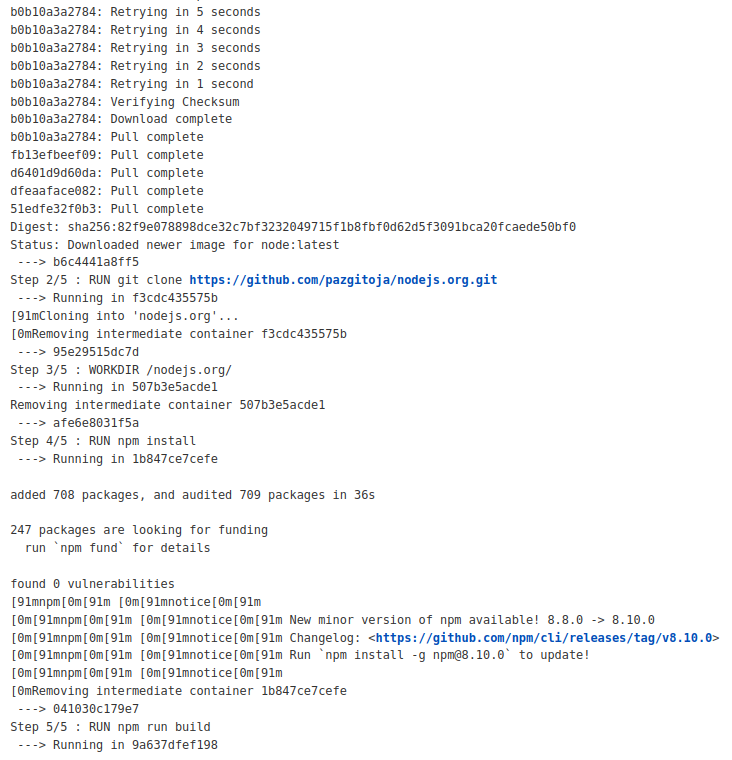 b0b10a3a2784: Retrying in 5 seconds
b0b10a3a2784: Retrying in 4 seconds
b0b10a3a2784: Retrying in 3 seconds
b0b10a3a2784: Retrying in 2 seconds
b0b10a3a2784: Retrying in 1 second
b0b10a3a2784: Verifying Checksum
b0b10a3a2784: Download complete
b0b10a3a2784: Pull complete
fb13efbeef09: Pull complete
d6401d9d60da: Pull complete
dfeaaface082: Pull complete
51edfe32f0b3: Pull complete
Digest: sha256:82f9e078898dce32c7bf3232049715f1b8fbf0d62d5f3091bca20fcaede50bf0
Status: Downloaded newer image for node:latest
 ---> b6c4441a8ff5
Step 2/5 : RUN git clone https://github.com/pazgitoja/nodejs.org.git
 ---> Running in f3cdc435575b
[91mCloning into 'nodejs.org'...
[0mRemoving intermediate container f3cdc435575b
 ---> 95e29515dc7d
Step 3/5 : WORKDIR /nodejs.org/
 ---> Running in 507b3e5acde1
Removing intermediate container 507b3e5acde1
 ---> afe6e8031f5a
Step 4/5 : RUN npm install
 ---> Running in 1b847ce7cefe
added 708 packages, and audited 709 packages in 36s
247 packages are looking for funding
  run `npm fund` for details
found 0 vulnerabilities
[91mnpm[0m[91m [0m[91mnotice[0m[91m
[0m[91mnpm[0m[91m [0m[91mnotice[0m[91m New minor version of npm available! 8.8.0 -> 8.10.0
[0m[91mnpm[0m[91m [0m[91mnotice[0m[91m Changelog: <https://github.com/npm/cli/releases/tag/v8.10.0>
[0m[91mnpm[0m[91m [0m[91mnotice[0m[91m Run `npm install -g npm@8.10.0` to update!
[0m[91mnpm[0m[91m [0m[91mnotice[0m[91m
[0mRemoving intermediate container 1b847ce7cefe
 ---> 041030c179e7
Step 5/5 : RUN npm run build
 ---> Running in 9a637dfef198